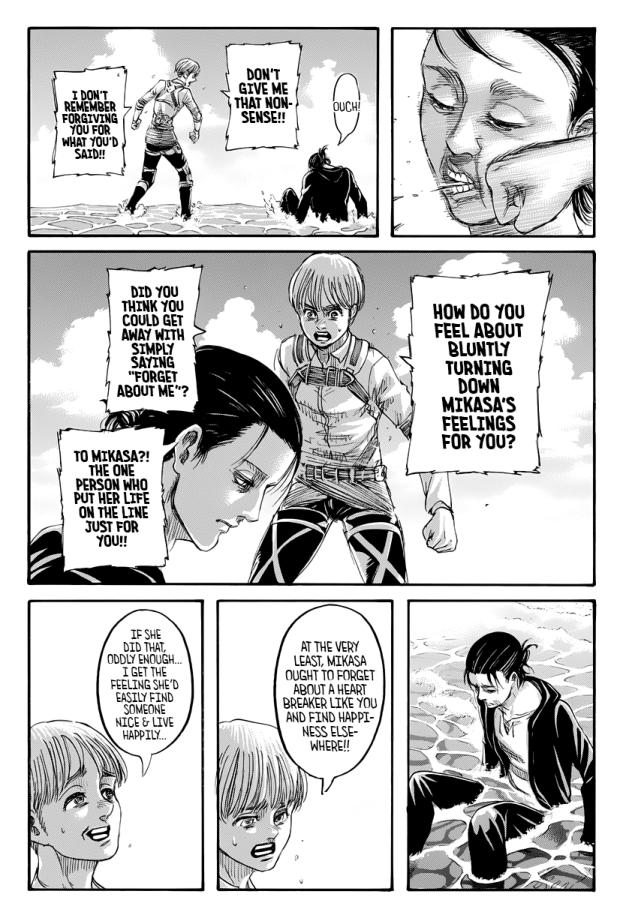 OUCH!
DON'T
GIVE ME
THAT NON-
SENSE!!
I DON'T
REMEMBER
FORGIVING
YOU FOR
WHAT YOU'D
SAID!!
HOW DO YOU
FEEL ABOUT
BLUNTLY
TURNING
DOWN
MIKASA'S
FEELINGS
FOR YOU?
DID YOU
THINK YOU
COULD GET
AWAY WITH
SIMPLY
SAYING
"FORGET
ABOUT ME"?
TO MIKASA?!
THE ONE
PERSON WHO
PUT HER LIFE
ON THE LINE
JUST FOR
YOU!!
AT THE VERY
LEAST, MIKASA
OUGHT TO FORGET
ABOUT A HEART
BREAKER LIKE YOU
AND FIND HAPPI-
NESS ELSE-
WHERE!!
IF SHE
DID THAT,
ODDLY ENOUGH...
I GET THE
FEELING SHE'D
EASILY FIND
SOMEONE
NICE & LIVE
HAPPILY...